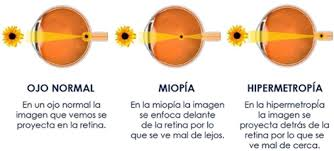 OJO NORMAL
En un ojo normal la
imagen que vemos se
proyecta en la retina.
MIOPÍA
En la miopía la imagen
se enfoca delante de
la retina por lo
que se ve mal de lejos.
HIPERMETROPÍA
En la hipermetropía la
imagen se proyecta
detrás de la retina
por lo que se
ve mal de cerca.